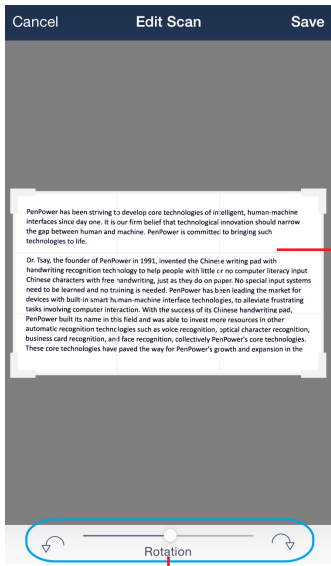 Cancel Edit Scan Save
PenPower has been striving to develop core technologies of intelligent, human-machine
interfaces since day one. It is our firm belief that technological innovation should narrow
the gap between human and machine. PenPower is committed to bringing such
technologies to life.
Dr. Tsay, the founder of PenPower in 1991, invented the Chinese writing pad with
handwriting recognition technology to help people with little or no computer literacy input
Chinese characters with free handwriting, just as they do on paper. No special input systems
need to be learned and no training is needed. PenPower has been leading the market for
devices with built-in smart human-machine interface technologies, to alleviate frustrating
tasks involving computer interaction. With the success of its Chinese handwriting pad,
PenPower built its name in this field and was able to invest more resources in other
automatic recognition technologies such as voice recognition, optical character recognition,
business card recognition, and face recognition, collectively PenPower's core technologies.
These core technologies have paved the way for PenPower's growth and expansion in the
Rotation